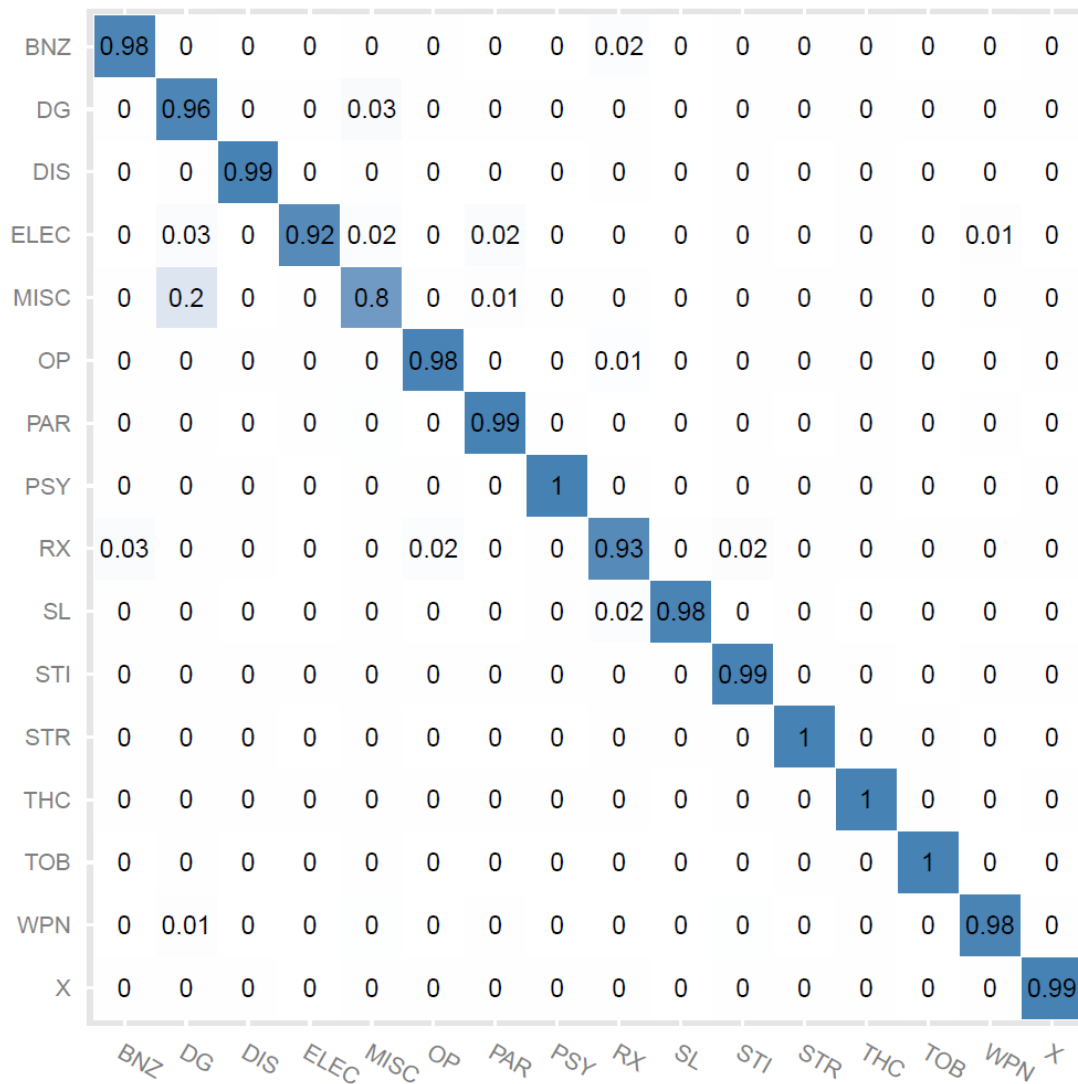 BNZ 0.98 0 0 0 0 0 0 0 0.02 0 0 0 0 0 0 0
DG 0 0.96 0 0 0.03 0 0 0 0 0 0 0 0 0 0 0
DIS 0 0 0.99 0 0 0 0 0 0 0 0 0 0 0 0 0
ELEC 0 0.03 0 0.92 0.02 0 0.02 0 0 0 0 0 0 0 0.01 0
MISC 0 0.2 0 0 0.8 0 0.01 0 0 0 0 0 0 0 0 0
OP 0 0 0 0 0 0.98 0 0 0.01 0 0 0 0 0 0 0
PAR 0 0 0 0 0 0 0.99 0 0 0 0 0 0 0 0 0
PSY 0 0 0 0 0 0 0 1 0 0 0 0 0 0 0 0
RX 0.03 0 0 0 0 0.02 0 0 0.93 0 0.02 0 0 0 0 0
SL 0 0 0 0 0 0 0 0 0.02 0.98 0 0 0 0 0 0
STI 0 0 0 0 0 0 0 0 0 0 0.99 0 0 0 0 0
STR 0 0 0 0 0 0 0 0 0 0 0 1 0 0 0 0
THC 0 0 0 0 0 0 0 0 0 0 0 0 1 0 0 0
TOB 0 0 0 0 0 0 0 0 0 0 0 0 0 1 0 0
WPN 0 0.01 0 0 0 0 0 0 0 0 0 0 0 0 0.98 0
X 0 0 0 0 0 0 0 0 0 0 0 0 0 0 0 0.99
BNZ DG DIS ELEC MISC OP PAR PSY RX SL STI STR THC TOB WPN X